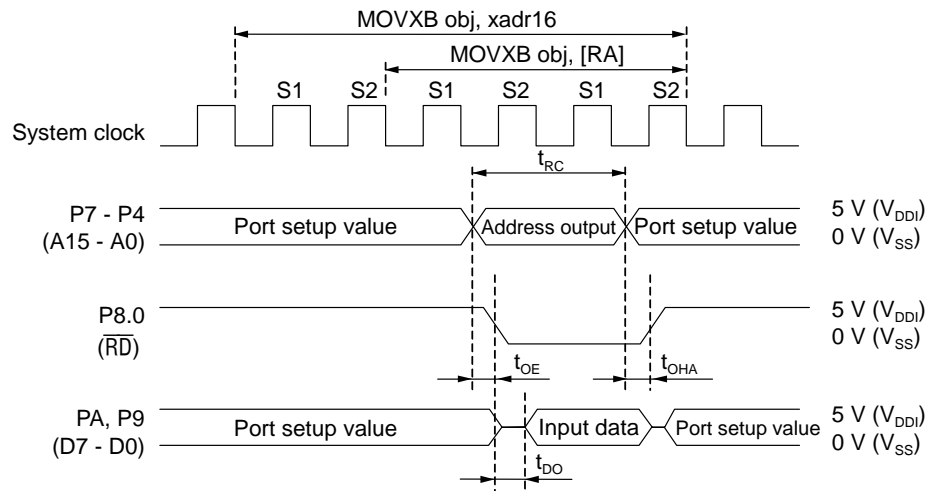 MOVXB obj, xadr16
MOVXB obj, [RA]
S1 S2 S1 S2 S1 S2
System clock
tRC
P7 - P4
(A15 - A0)
Port setup value
Address output
Port setup value
5 V (VDDI)
0 V (VSS)
P8.0
(RD)
5 V (VDDI)
0 V (VSS)
tOE
tOHA
PA, P9
(D7 - D0)
Port setup value
Input data
Port setup value
5 V (VDDI)
0 V (VSS)
tDO